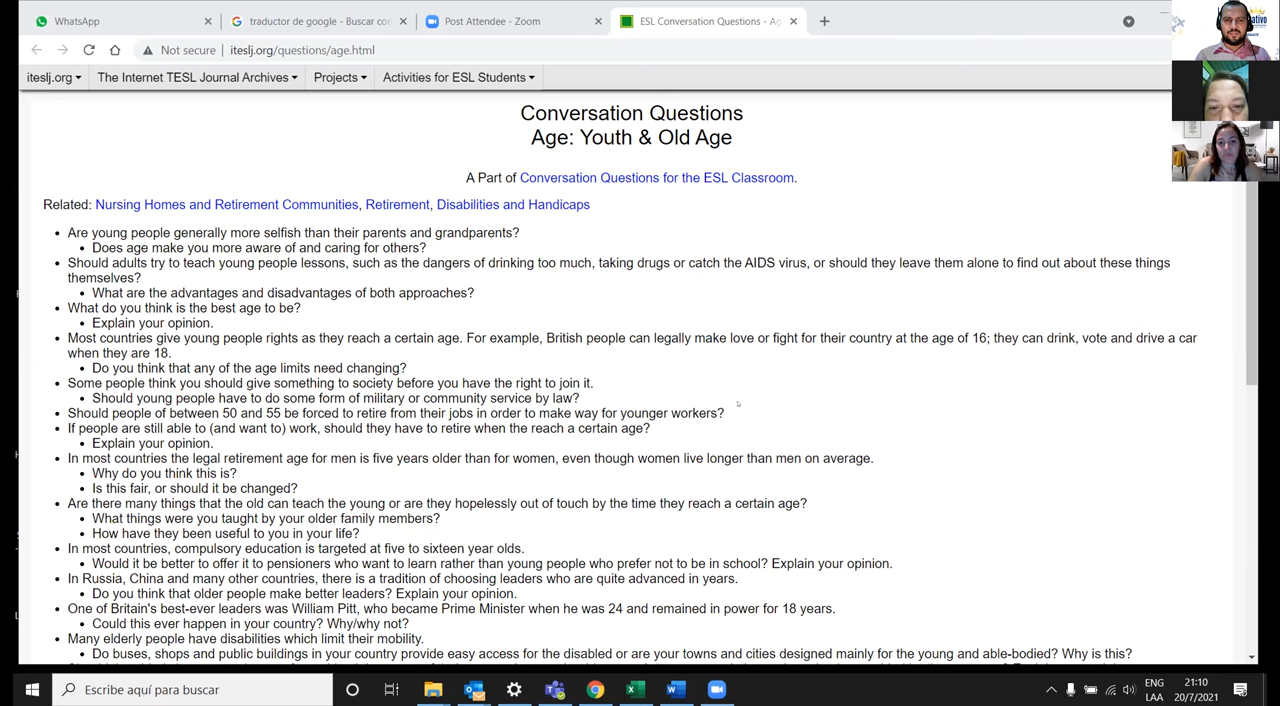 WhatsApp
traductor de google - Buscar con
Post Attendee - Zoom
ESL Conversation Questions - Ag
Not secure
iteslj.org/questions/age.html
iteslj.org
The Internet TESL Journal Archives
Projects
Activities for ESL Students
Conversation Questions
Age: Youth & Old Age
A Part of Conversation Questions for the ESL Classroom.
Related: Nursing Homes and Retirement Communities, Retirement, Disabilities and Handicaps
Are young people generally more selfish than their parents and grandparents?
Does age make you more aware of and caring for others?
Should adults try to teach young people lessons, such as the dangers of drinking too much, taking drugs or catch the AIDS virus, or should they leave them alone to find out about these things
themselves?
What are the advantages and disadvantages of both approaches?
What do you think is the best age to be?
Explain your opinion.
Most countries give young people rights as they reach a certain age. For example, British people can legally make love or fight for their country at the age of 16; they can drink, vote and drive a car
when they are 18.
Do you think that any of the age limits need changing?
Some people think you should give something to society before you have the right to join it.
Should young people have to do some form of military or community service by law?
Should people of between 50 and 55 be forced to retire from their jobs in order to make way for younger workers?
If people are still able to (and want to) work, should they have to retire when the reach a certain age?
Explain your opinion.
In most countries the legal retirement age for men is five years older than for women, even though women live longer than men on average.
Why do you think this is?
Is this fair, or should it be changed?
Are there many things that the old can teach the young or are they hopelessly out of touch by the time they reach a certain age?
What things were you taught by your older family members?
How have they been useful to you in your life?
In most countries, compulsory education is targeted at five to sixteen year olds.
Would it be better to offer it to pensioners who want to learn rather than young people who prefer not to be in school? Explain your opinion.
In Russia, China and many other countries, there is a tradition of choosing leaders who are quite advanced in years.
Do you think that older people make better leaders? Explain your opinion.
One of Britain's best-ever leaders was William Pitt, who became Prime Minister when he was 24 and remained in power for 18 years.
Could this ever happen in your country? Why/why not?
Many elderly people have disabilities which limit their mobility.
Do buses, shops and public buildings in your country provide easy access for the disabled or are your towns and cities designed mainly for the young and able-bodied? Why is this?
Escribe aquí para buscar
ENG
LAA
21:10
20/7/2021